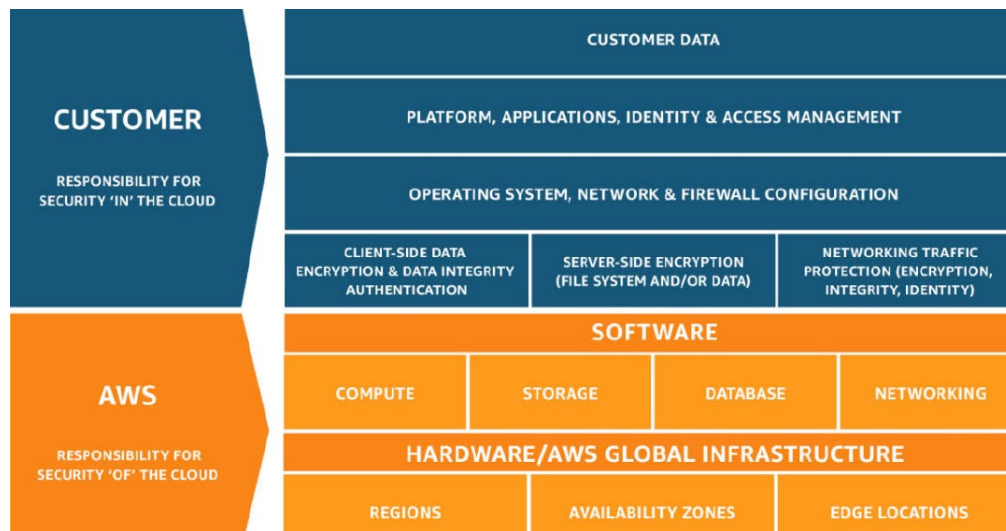 CUSTOMER
RESPONSIBILITY FOR
SECURITY ‘IN’ THE CLOUD
CUSTOMER DATA
PLATFORM, APPLICATIONS, IDENTITY & ACCESS MANAGEMENT
OPERATING SYSTEM, NETWORK & FIREWALL CONFIGURATION
CLIENT-SIDE DATA
ENCRYPTION & DATA INTEGRITY
AUTHENTICATION
SERVER-SIDE ENCRYPTION
(FILE SYSTEM AND/OR DATA)
NETWORKING TRAFFIC
PROTECTION (ENCRYPTION,
INTEGRITY, IDENTITY)
AWS
RESPONSIBILITY FOR
SECURITY ‘OF’ THE CLOUD
SOFTWARE
COMPUTE
STORAGE
DATABASE
NETWORKING
HARDWARE/AWS GLOBAL INFRASTRUCTURE
REGIONS
AVAILABILITY ZONES
EDGE LOCATIONS